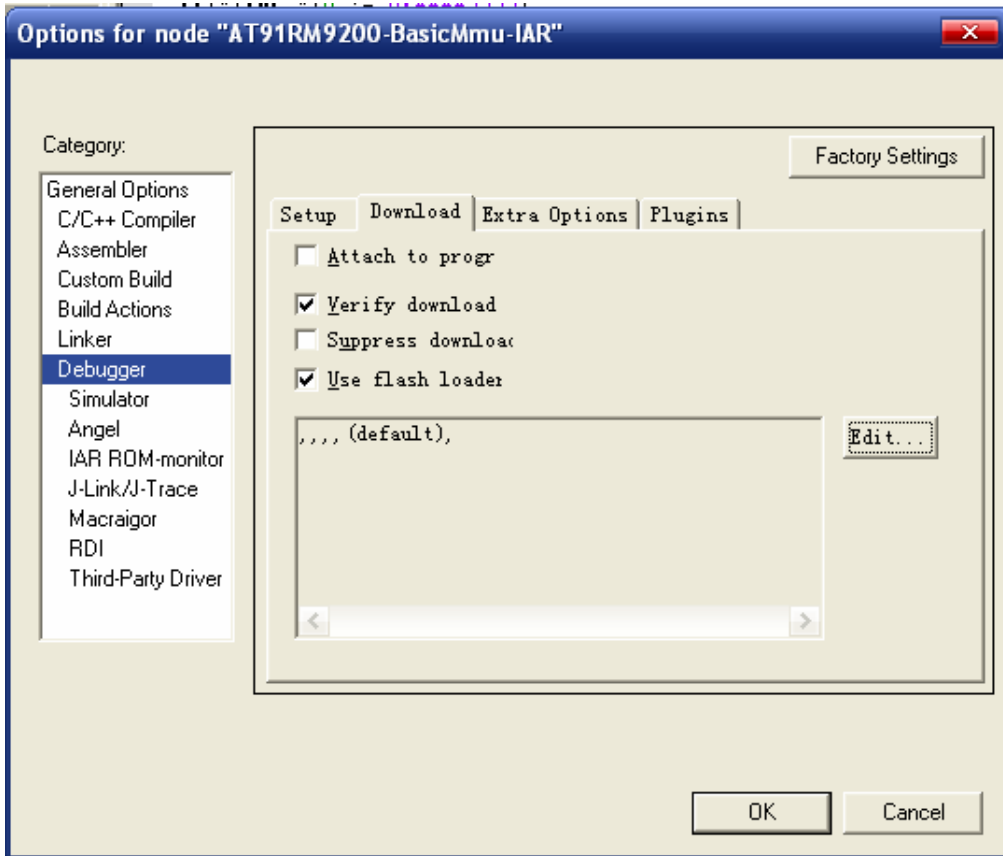 Options for node "AT91RM9200-BasicMmu-IAR"
Category:
Factory Settings
General Options
C/C++ Compiler
Assembler
Custom Build
Build Actions
Linker
Debugger
Simulator
Angel
IAR ROM-monitor
J-Link/J-Trace
Macraigor
RDI
Third-Party Driver
Setup Download Extra Options Plugins
Attach to progr
Verify download
Suppress downloac
Use flash loader
,,,, (default),
Edit...
OK Cancel